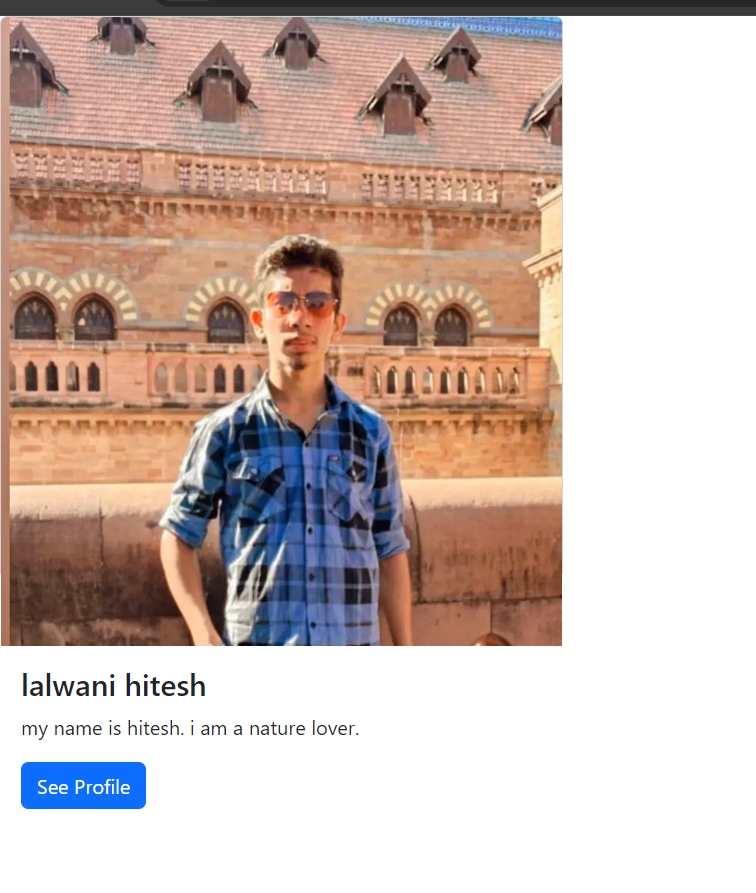 lalwani hitesh
my name is hitesh. i am a nature lover.
See Profile